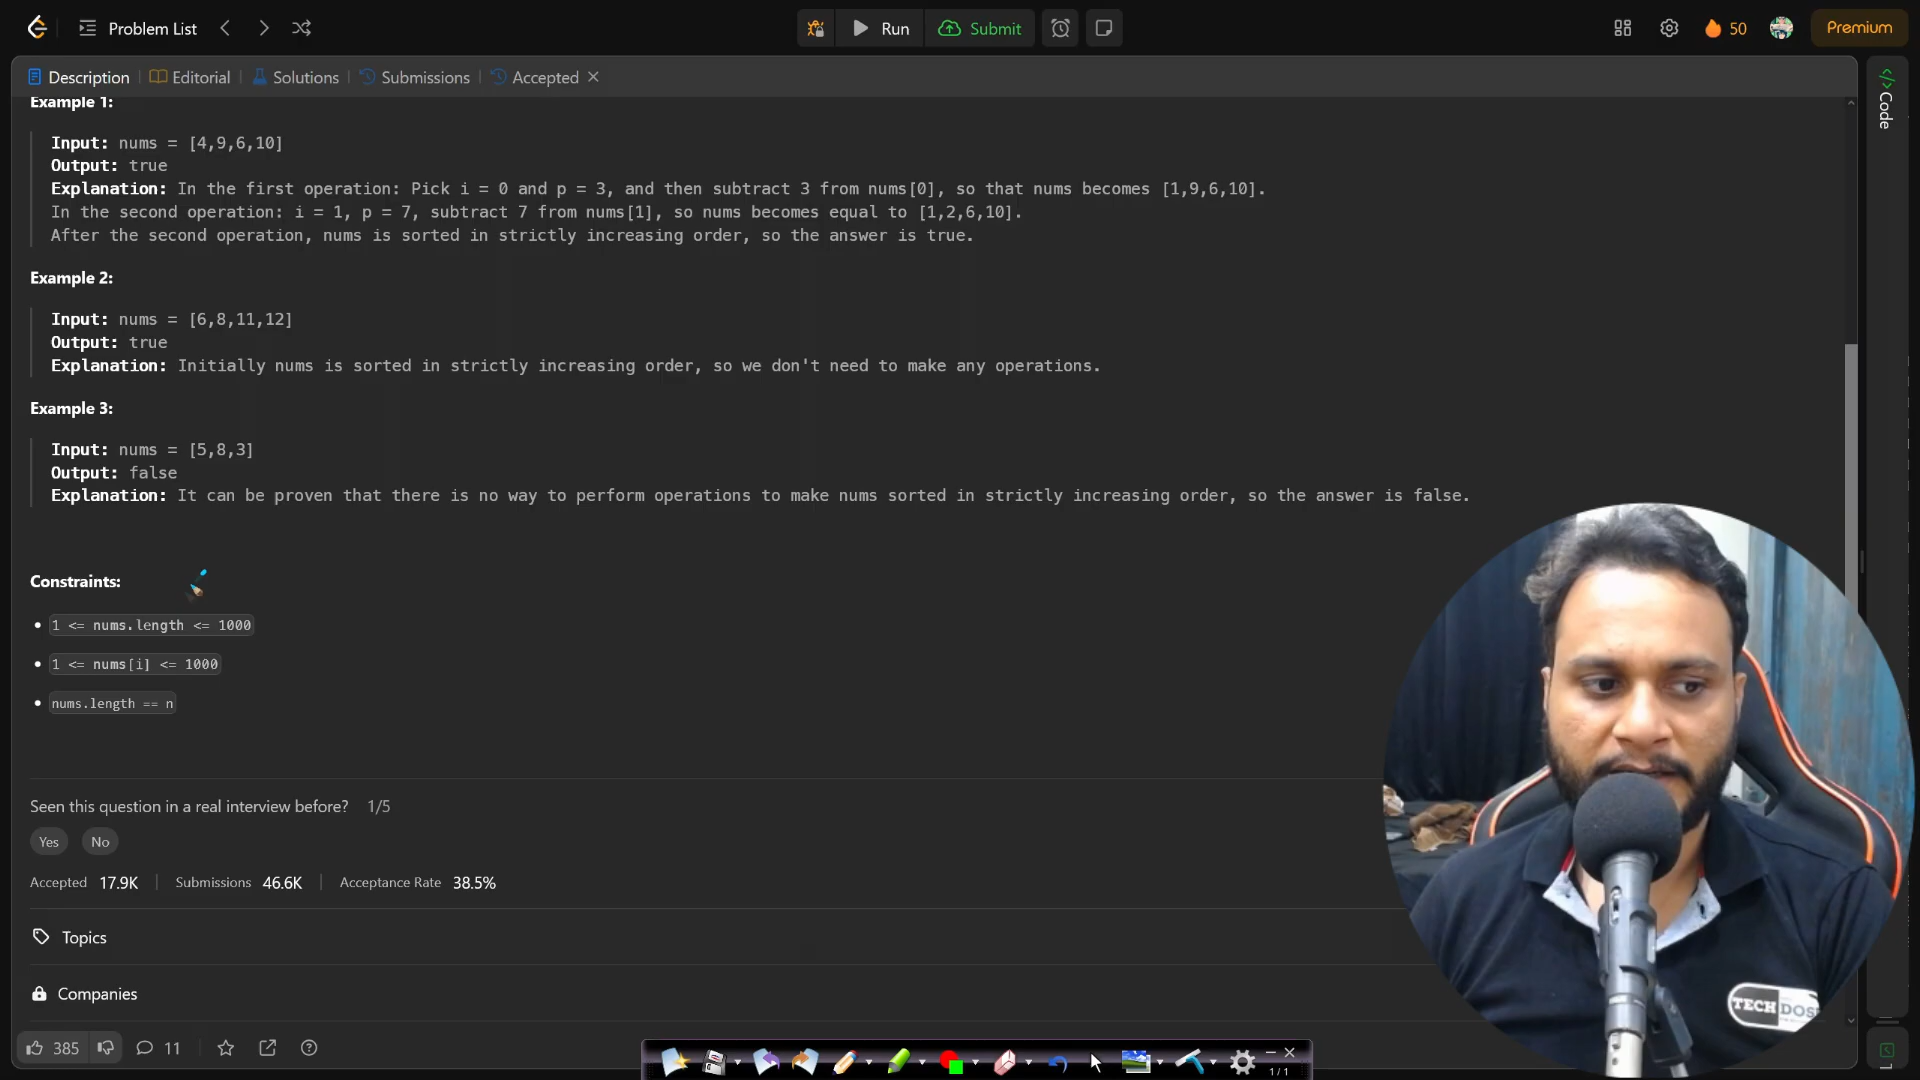 Problem List
Run
Submit
50
Premium
Description
Editorial
Solutions
Submissions
Accepted
Code
Example 1:
Input: nums = [4,9,6,10]
Output: true
Explanation: In the first operation: Pick i = 0 and p = 3, and then subtract 3 from nums[0], so that nums becomes [1,9,6,10].
In the second operation: i = 1, p = 7, subtract 7 from nums[1], so nums becomes equal to [1,2,6,10].
After the second operation, nums is sorted in strictly increasing order, so the answer is true.
Example 2:
Input: nums = [6,8,11,12]
Output: true
Explanation: Initially nums is sorted in strictly increasing order, so we don't need to make any operations.
Example 3:
Input: nums = [5,8,3]
Output: false
Explanation: It can be proven that there is no way to perform operations to make nums sorted in strictly increasing order, so the answer is false.
Constraints:
1 <= nums.length <= 1000
1 <= nums[i] <= 1000
nums.length == n
Seen this question in a real interview before? 1/5
Yes No
Accepted 17.9K Submissions 46.6K Acceptance Rate 38.5%
Topics
Companies
385
11
1 / 1
TECH DOSE